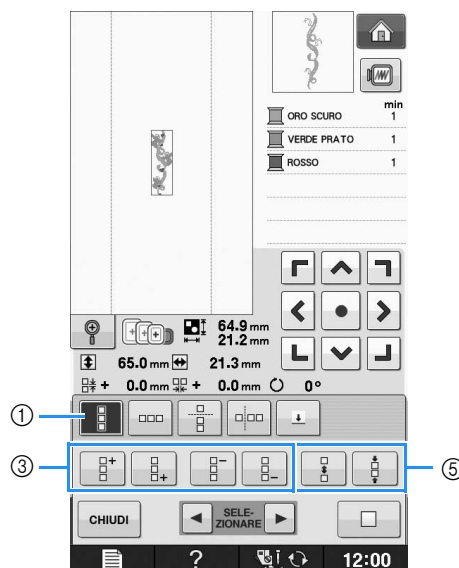 min
ORO SCURO 1
VERDE PRATO 1
ROSSO 1
64.9 mm
21.2 mm
65.0 mm 21.3 mm
+ 0.0 mm + 0.0 mm 0°
①
③ ⑤
CHIUDI
SELE-
ZIONARE
? 12:00